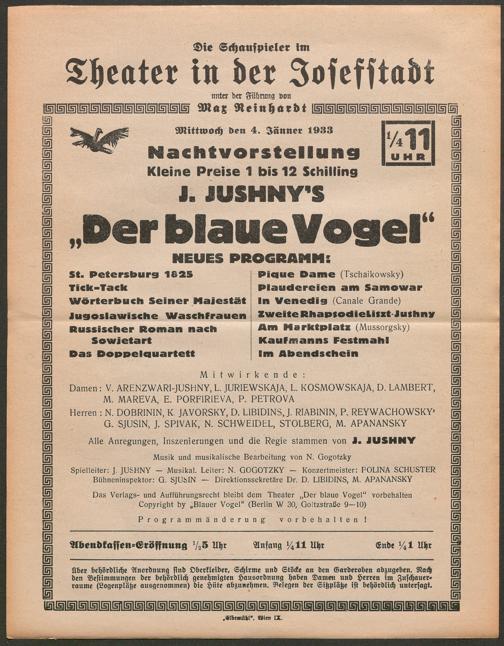 Die Schauspieler im
Theater in der Josefstadt
unter der Führung von
Max Reinhardt
Mittwoch den 4. Jänner 1933
1/4 11 UHR
Nachtvorstellung
Kleine Preise 1 bis 12 Schilling
J. JUSHNY'S
„Der blaue Vogel“
NEUES PROGRAMM:
St. Petersburg 1825
Tick-Tack
Wörterbuch Seiner Majestät
Jugoslawische Waschfrauen
Russischer Roman nach
Sowjetart
Das Doppelquartett
Pique Dame (Tschaikowsky)
Plaudereien am Samowar
In Venedig (Canale Grande)
Zweite Rhapsodie Liszt-Jushny
Am Marktplatz (Mussorgsky)
Kaufmanns Festmahl
Im Abendschein
Mitwirkende:
Damen: V. ARENZWARI-JUSHNY, L. JURIEWSKAJA, L. KOSMOWSKAJA, D. LAMBERT,
M. MAREVA, E. PORFIRIEVA, P. PETROVA
Herren: N. DOBRININ, K. JAVORSKY, D. LIBIDINS, J. RIABININ, P. REYWACHOWSKY,
G. SJUSIN, J. SPIVAK, N. SCHWEIDEL, STOLBERG, M. APANANSKY
Alle Anregungen, Inszenierungen und die Regie stammen von J. JUSHNY
Musik und musikalische Bearbeitung von N. Gogotzky
Spielleiter: J. JUSHNY — Musikal. Leiter: N. GOGOTZKY — Konzertmeister: FOLINA SCHUSTER
Bühneninspektor: G. SJUSIN — Direktionssekretäre Dr. D. LIBIDINS, M. APANANSKY
Das Verlags- und Aufführungsrecht bleibt dem Theater „Der blaue Vogel“ vorbehalten
Copyright by „Blauer Vogel“ (Berlin W 30, Goltzstraße 9—10)
Programmänderung vorbehalten!
Abendkassen-Eröffnung 1/2 5 Uhr Anfang 1/4 11 Uhr Ende 1/4 1 Uhr
Über behördliche Anordnung sind Oberkleider, Schirme und Stöcke an den Garderoben abzugeben. Nach
den Bestimmungen der behördlich genehmigten Hausordnung haben Damen und Herren im Zuschauer-
raume (Logenplätze ausgenommen) die Hüte abzunehmen. Belegen der Sitzplätze ist behördlich untersagt.
„Elbemühl“, Wien IX.